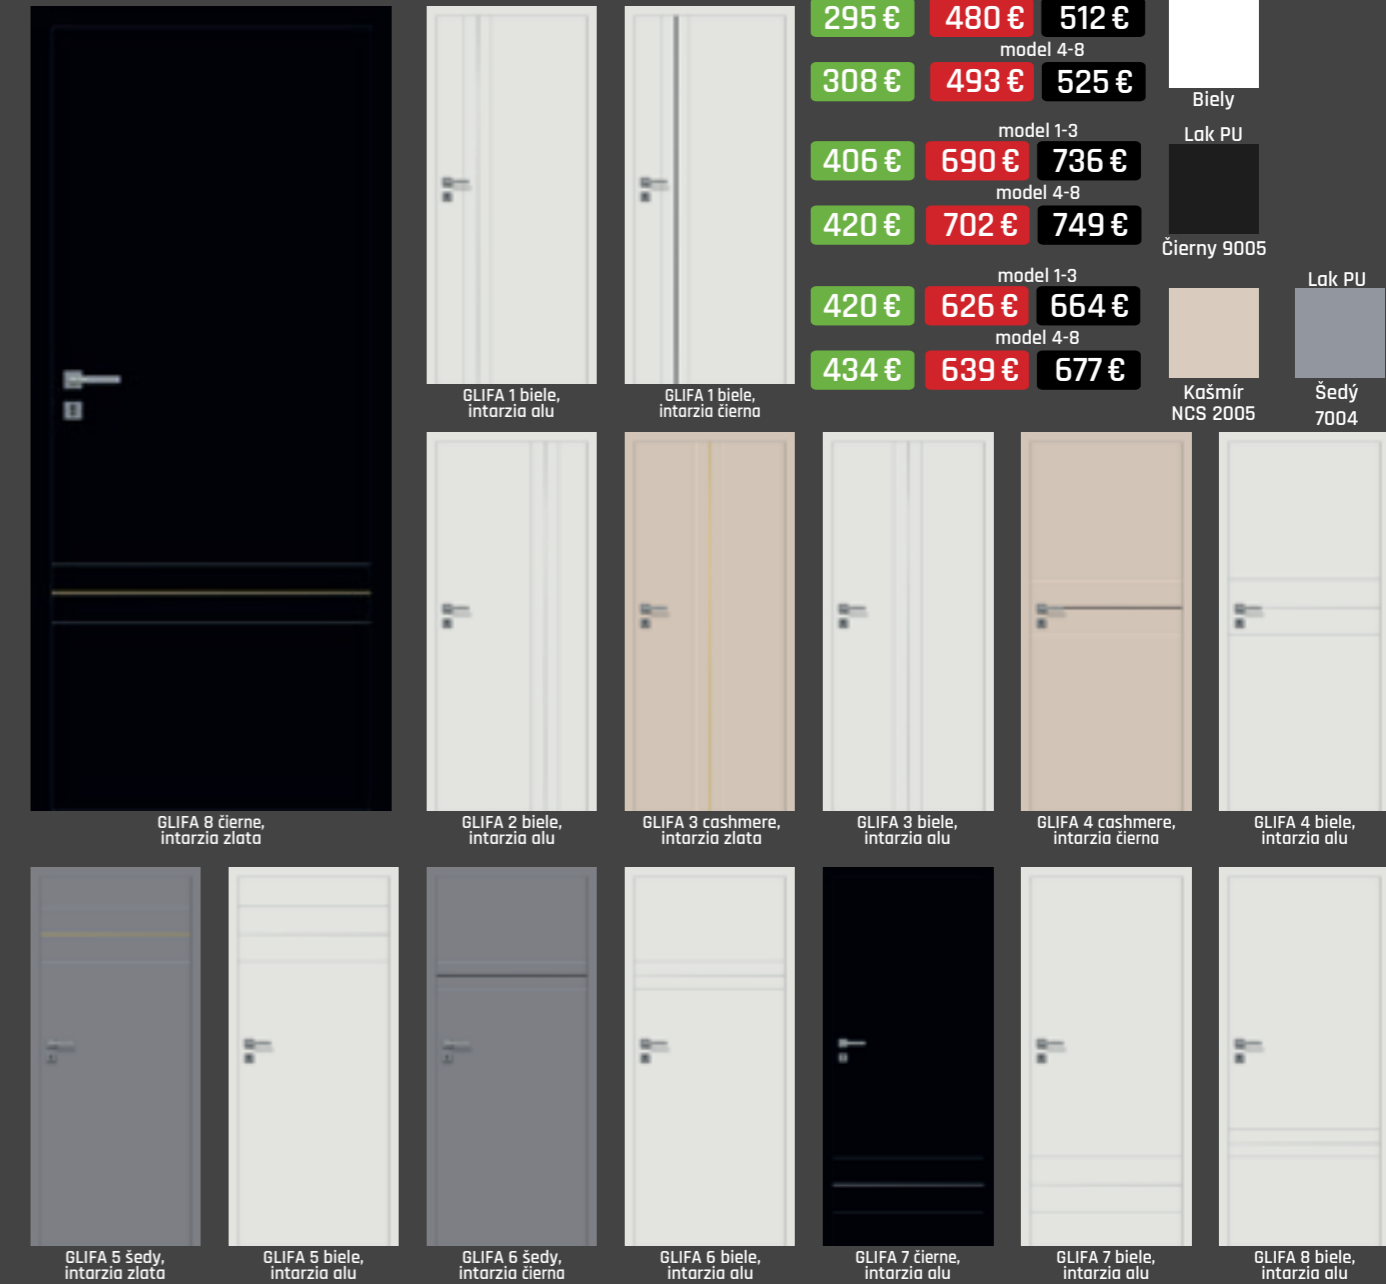 295 € 480 € 512 €
model 4-8
308 € 493 € 525 €
Biely
model 1-3
406 € 690 € 736 €
model 4-8
420 € 702 € 749 €
Lak PU
Čierny 9005
model 1-3
420 € 626 € 664 €
model 4-8
434 € 639 € 677 €
Kašmír
NCS 2005
Lak PU
Šedý
7004
GLIFA 1 biele,
intarzia alu
GLIFA 1 biele,
intarzia čierna
GLIFA 8 čierne,
intarzia zlata
GLIFA 2 biele,
intarzia alu
GLIFA 3 cashmere,
intarzia zlata
GLIFA 3 biele,
intarzia alu
GLIFA 4 cashmere,
intarzia čierna
GLIFA 4 biele,
intarzia alu
GLIFA 5 šedy,
intarzia zlata
GLIFA 5 biele,
intarzia alu
GLIFA 6 šedy,
intarzia čierna
GLIFA 6 biele,
intarzia alu
GLIFA 7 čierne,
intarzia alu
GLIFA 7 biele,
intarzia alu
GLIFA 8 biele,
intarzia alu